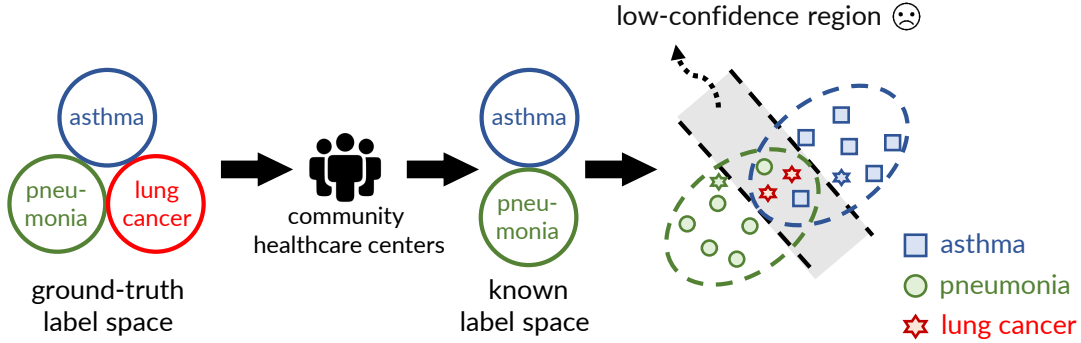 low-confidence region
asthma
pneu-
monia
lung
cancer
ground-truth
label space
community
healthcare centers
asthma
pneu-
monia
known
label space
asthma
pneumonia
lung cancer